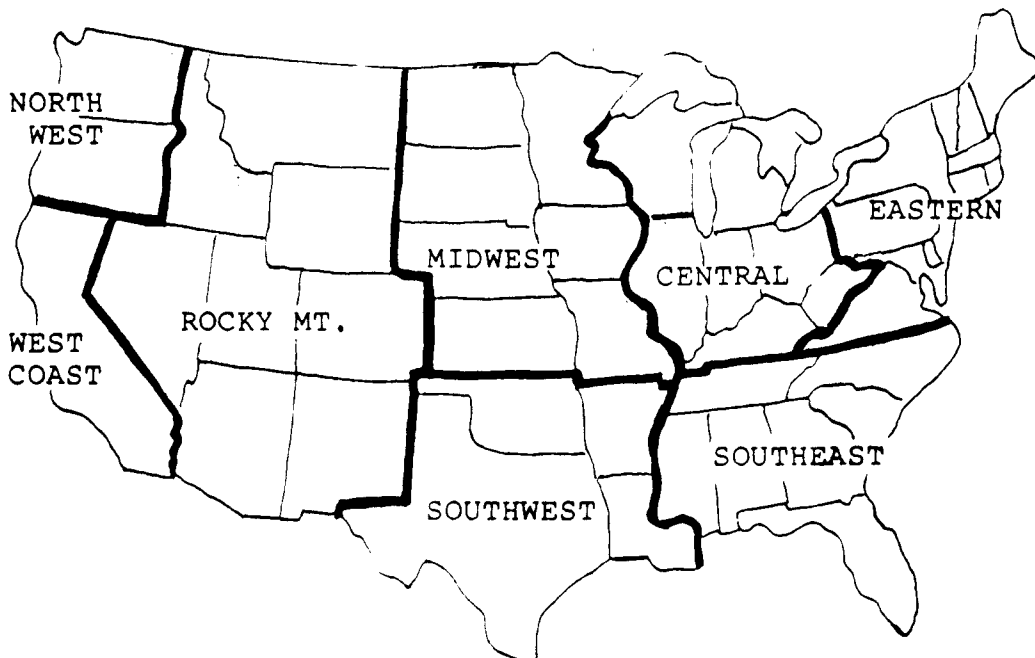 NORTH
WEST
EASTERN
MIDWEST
CENTRAL
ROCKY MT.
WEST
COAST
SOUTHEAST
SOUTHWEST